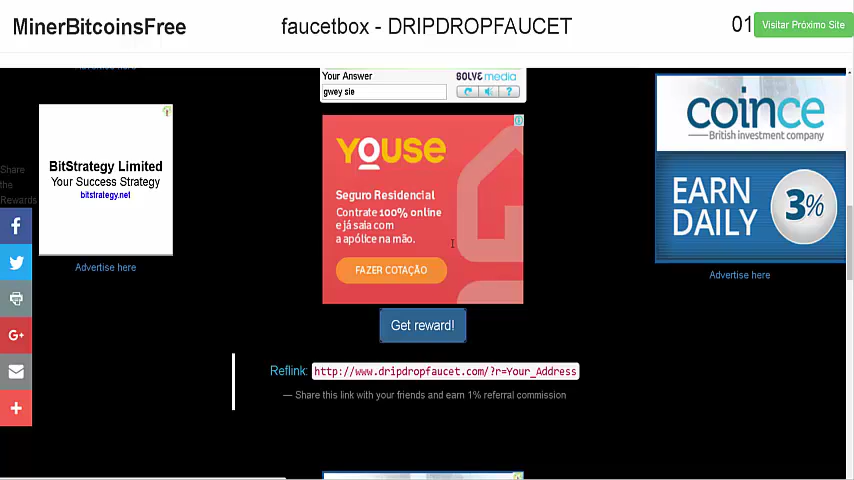 MinerBitcoinsFree
faucetbox - DRIPDROPFAUCET
01
Visitar Próximo Site
Your Answer
SOLVEmedia
gwey sie
?
BitStrategy Limited
Your Success Strategy
bitstrategy.net
Advertise here
Share
the
Rewards
YOUSE
Seguro Residencial
Contrate 100% online
e já saia com
a apólice na mão.
FAZER COTAÇÃO
coince
British investment company
EARN
DAILY
3%
Advertise here
Get reward!
Reflink: http://www.dripdropfaucet.com/?r=Your_Address
— Share this link with your friends and earn 1% referral commission